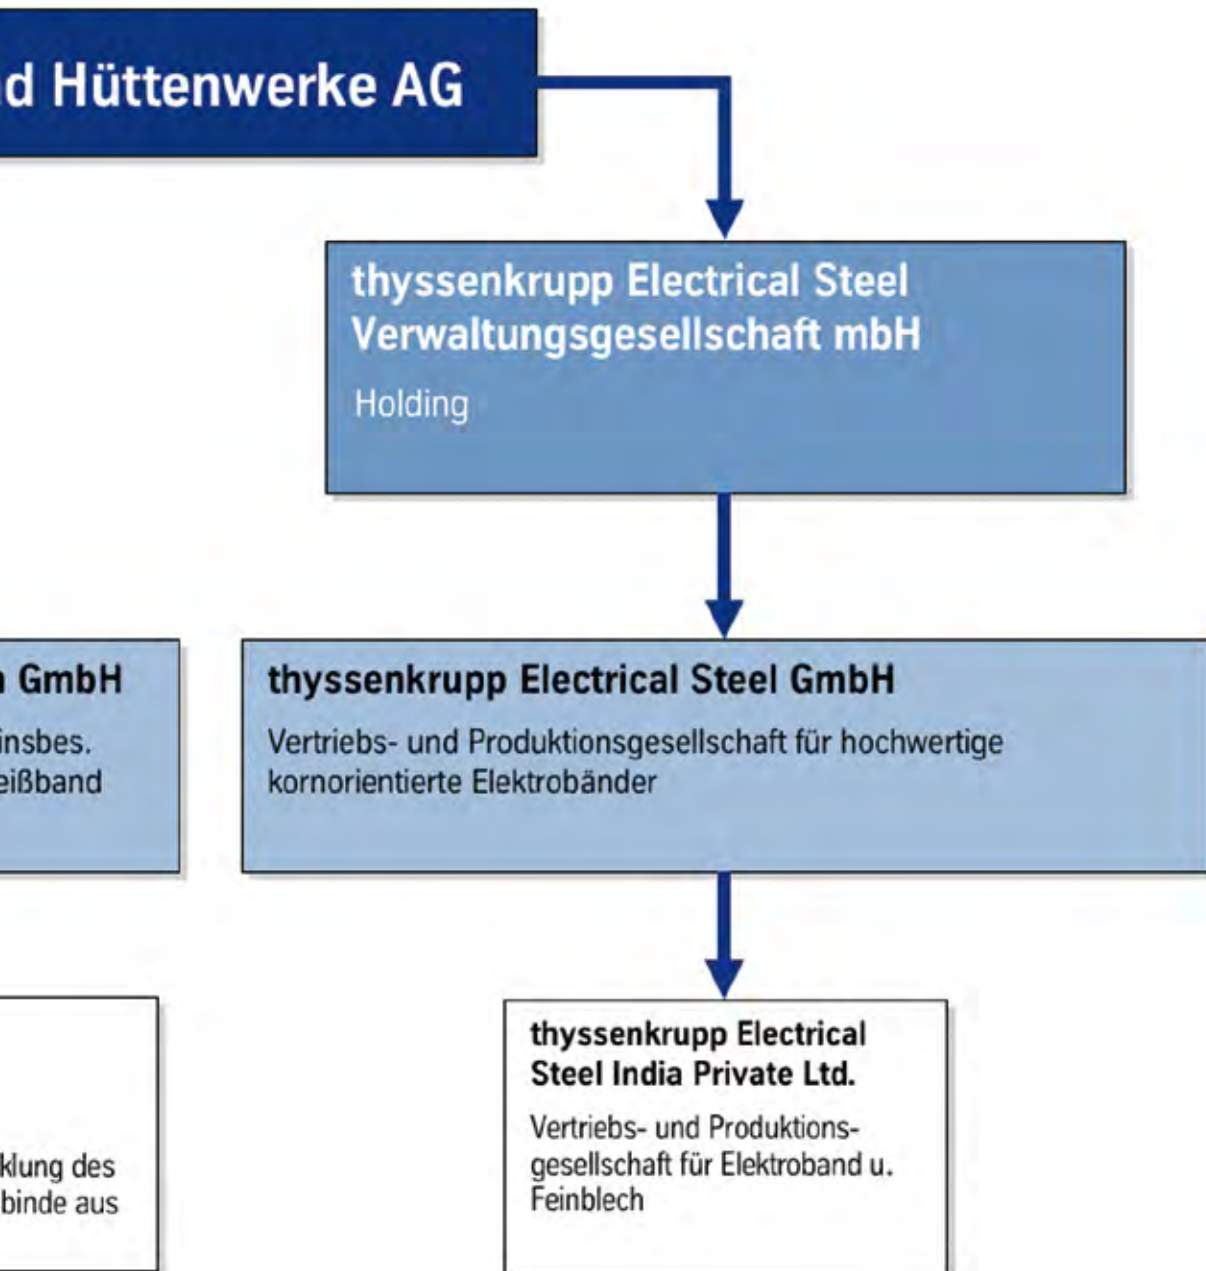 d Hüttenwerke AG
thyssenkrupp Electrical Steel
Verwaltungsgesellschaft mbH
Holding
GmbH
insbes.
eißband
thyssenkrupp Electrical Steel GmbH
Vertriebs- und Produktionsgesellschaft für hochwertige
kornorientierte Elektrobänder
klung des
binde aus
thyssenkrupp Electrical
Steel India Private Ltd.
Vertriebs- und Produktions-
gesellschaft für Elektroband u.
Feinblech